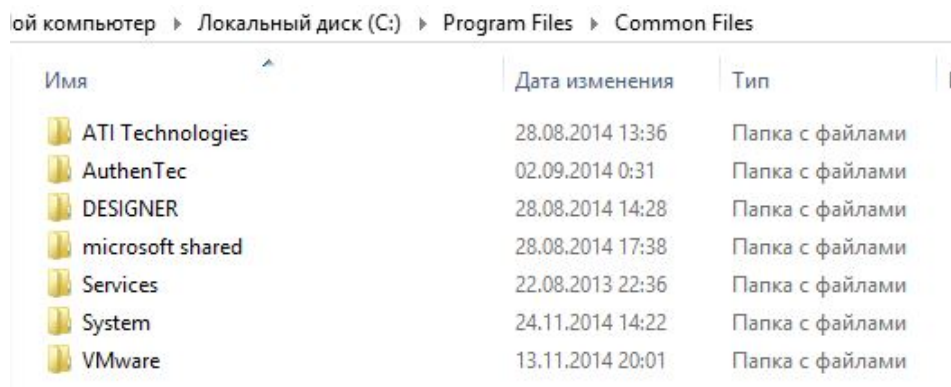 ой компьютер Локальный диск (C:) Program Files Common Files
Имя Дата изменения Тип
ATI Technologies 28.08.2014 13:36 Папка с файлами
AuthenTec 02.09.2014 0:31 Папка с файлами
DESIGNER 28.08.2014 14:28 Папка с файлами
microsoft shared 28.08.2014 17:38 Папка с файлами
Services 22.08.2013 22:36 Папка с файлами
System 24.11.2014 14:22 Папка с файлами
VMware 13.11.2014 20:01 Папка с файлами